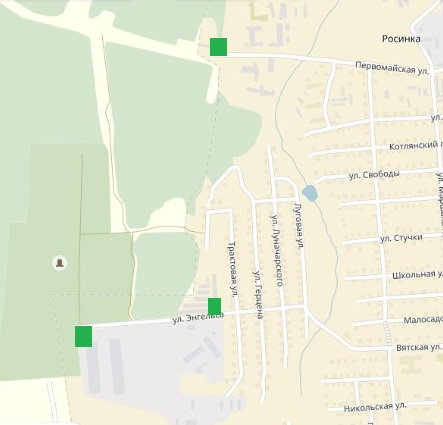 Росинка
Первомайская ул.
ул.
Котлянский п
ул. Свободы
ул. Стучки
Школьная ул
Малосадо
Вятская ул.
Никольская ул.
ул. Энгельса
Трактовая ул.
ул. Герцена
ул. Луначарского
Луговая ул.